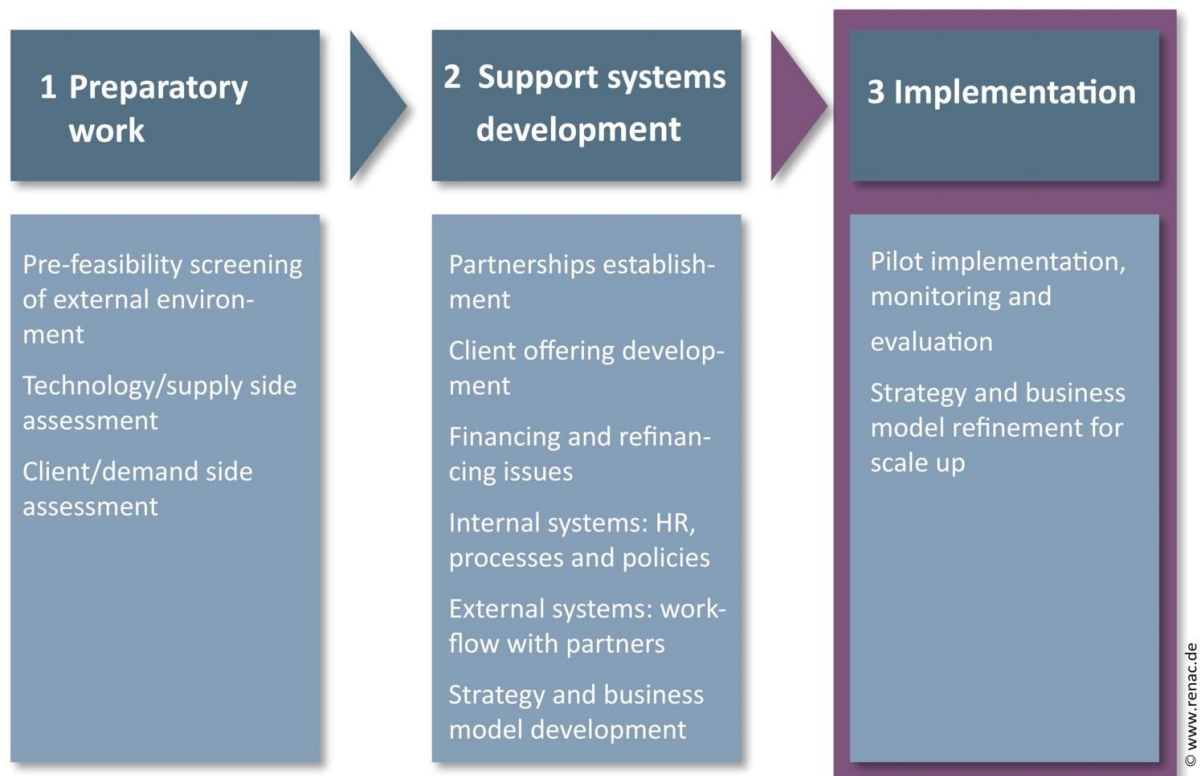 1 Preparatory
work
Pre-feasibility screening
of external environ-
ment
Technology/supply side
assessment
Client/demand side
assessment
2 Support systems
development
Partnerships establish-
ment
Client offering develop-
ment
Financing and refinan-
cing issues
Internal systems: HR,
processes and policies
External systems: work-
flow with partners
Strategy and business
model development
3 Implementation
Pilot implementation,
monitoring and
evaluation
Strategy and business
model refinement for
scale up
© www.renac.de